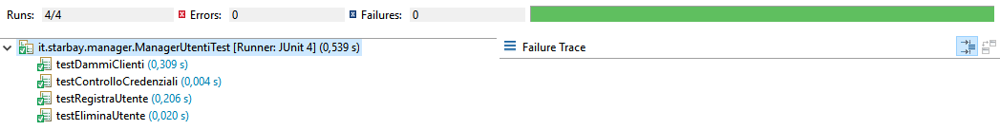 Runs: 4/4 Errors: 0 Failures: 0
it.starbay.manager.ManagerUtentiTest [Runner: JUnit 4] (0,539 s)
Failure Trace
testDammiClienti (0,309 s)
testControlloCredenziali (0,004 s)
testRegistraUtente (0,206 s)
testEliminaUtente (0,020 s)